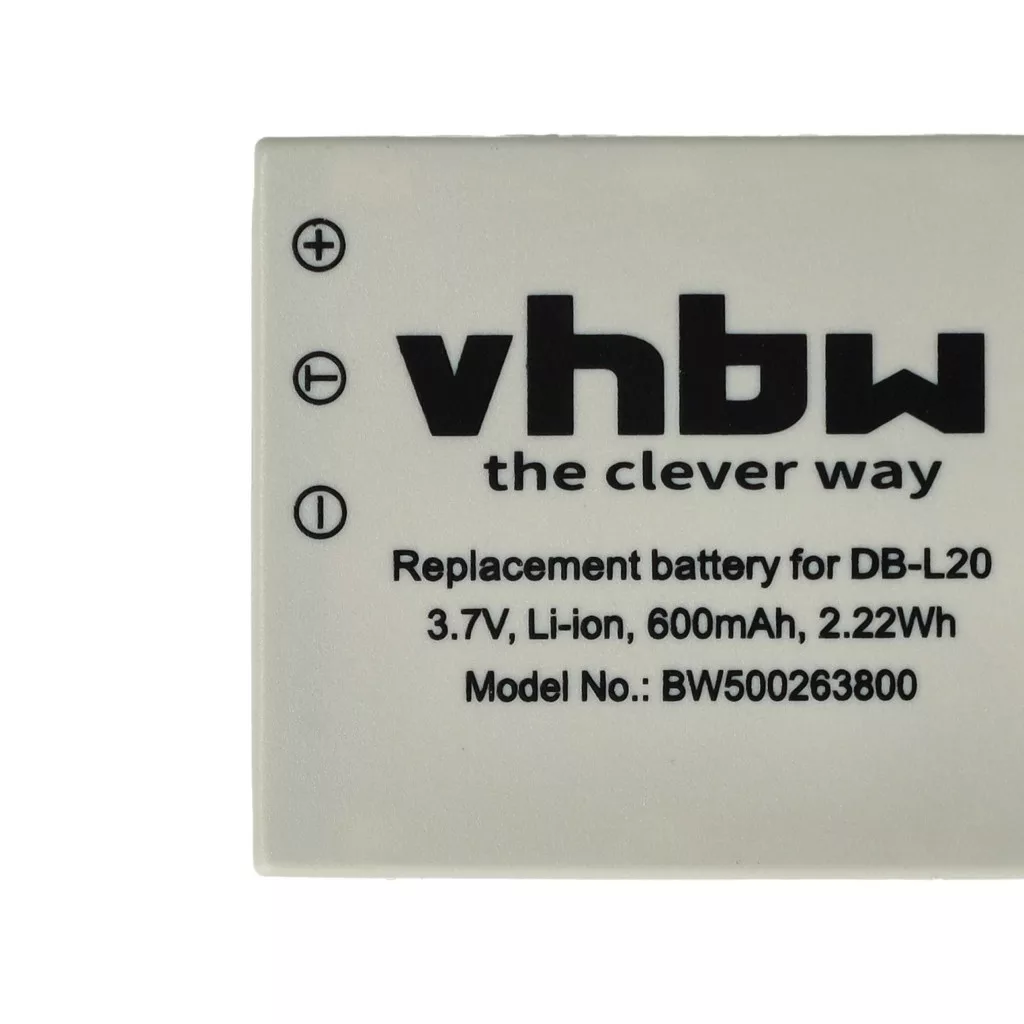 +
T
-
vhbw
the clever way
Replacement battery for DB-L20
3.7V, Li-ion, 600mAh, 2.22Wh
Model No.: BW500263800